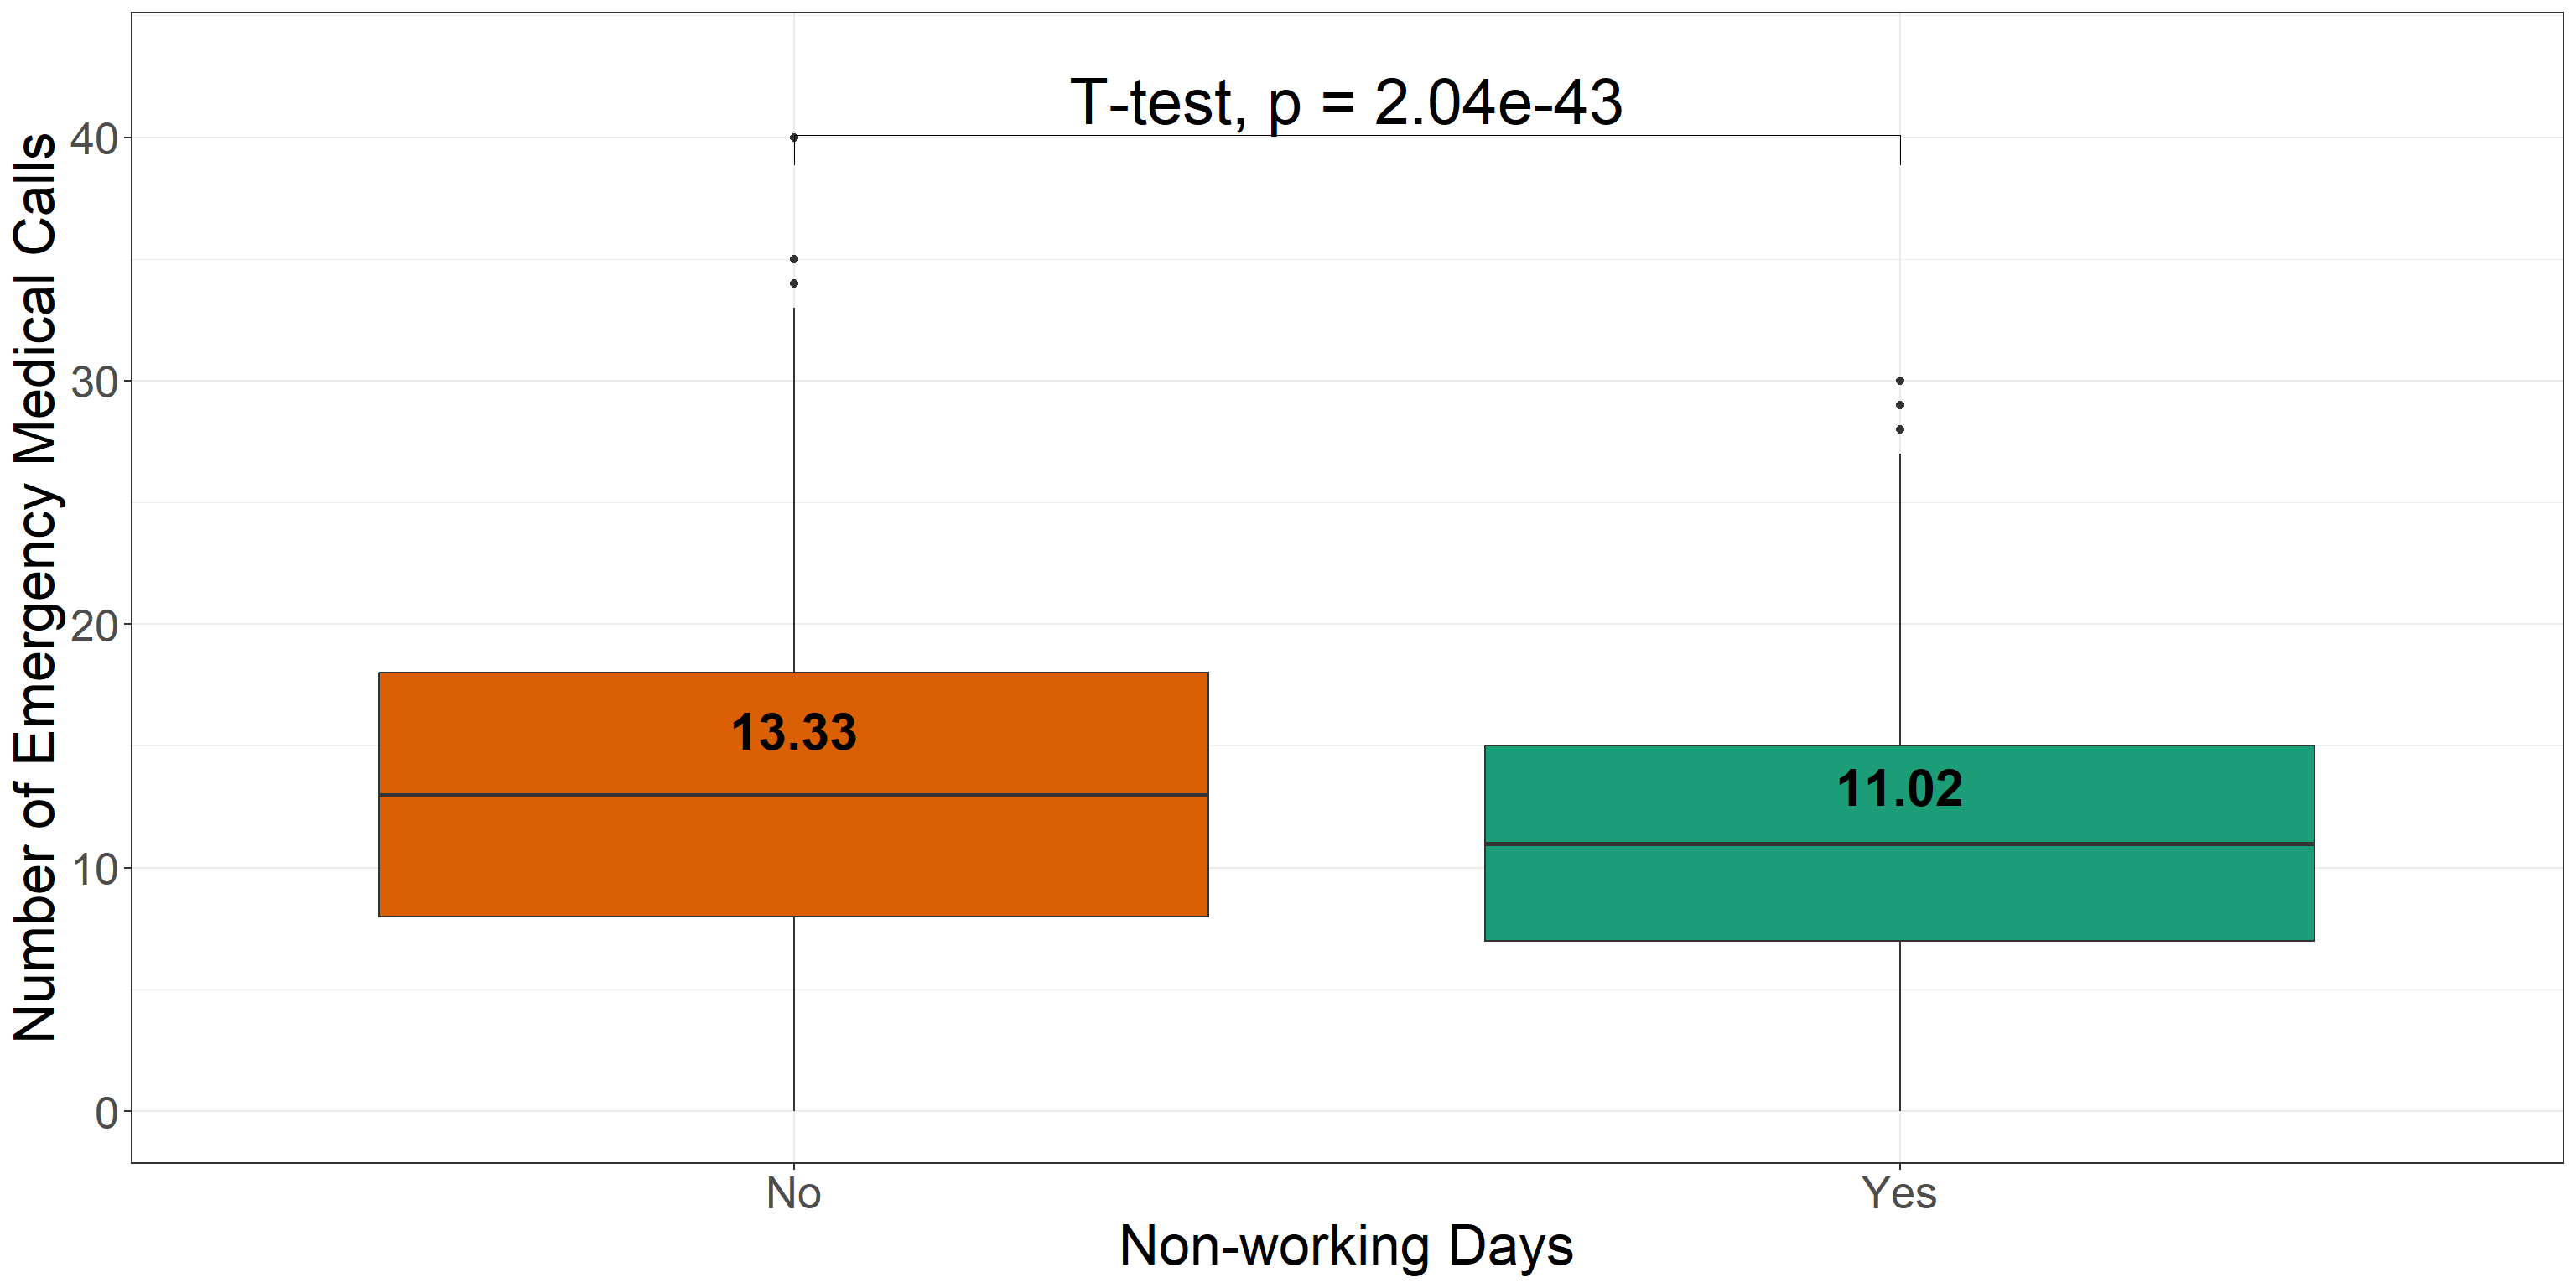 T-test, p = 2.04e-43
Number of Emergency Medical Calls
40
30
20
10
0
13.33
11.02
No
Yes
Non-working Days